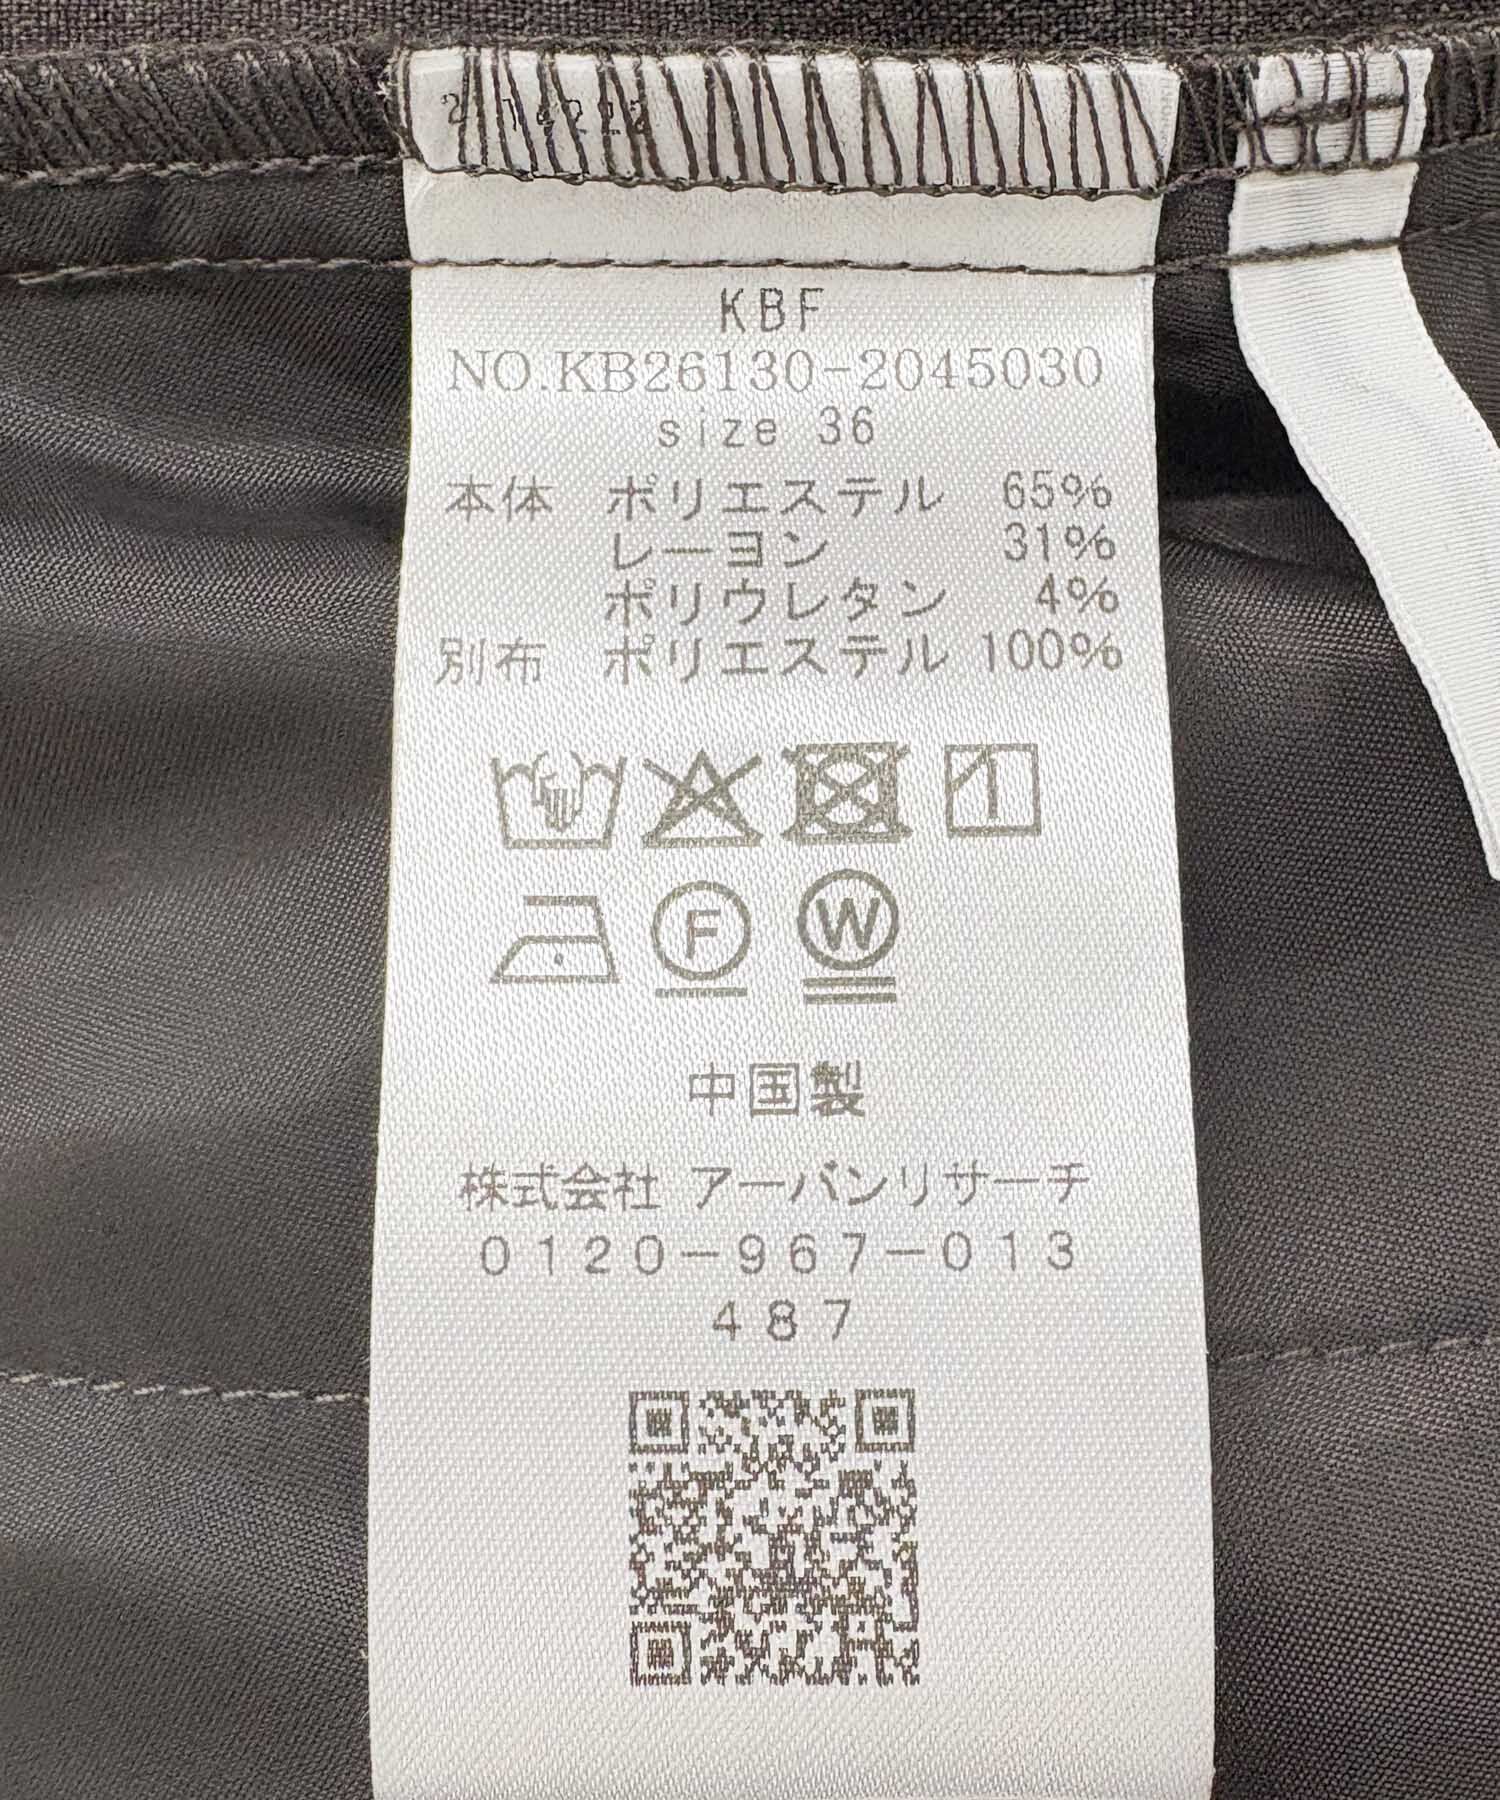 KBF
NO.KB26130-2045030
size 36
本体 ポリエステル 65%
レーヨン 31%
ポリウレタン 4%
別布 ポリエステル 100%
F W
中国製
株式会社 アーバンリサーチ
0120-967-013
487